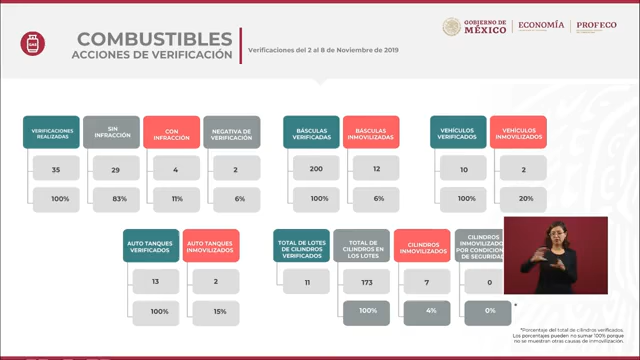 COMBUSTIBLES
ACCIONES DE VERIFICACIÓN
Verificaciones del 2 al 8 de Noviembre de 2019
GOBIERNO DE
MÉXICO
ECONOMÍA
PROFECO
GAS
VERIFICACIONES
REALIZADAS
SIN
INFRACCIÓN
CON
INFRACCIÓN
NEGATIVA DE
VERIFICACIÓN
35
29
4
2
100%
83%
11%
6%
BÁSCULAS
VERIFICADAS
BÁSCULAS
INMOVILIZADAS
200
12
100%
6%
VEHÍCULOS
VERIFICADOS
VEHÍCULOS
INMOVILIZADOS
10
2
100%
20%
AUTO TANQUES
VERIFICADOS
AUTO TANQUES
INMOVILIZADOS
13
2
100%
15%
TOTAL DE LOTES
DE CILINDROS
VERIFICADOS
TOTAL DE
CILINDROS EN
LOS LOTES
CILINDROS
INMOVILIZADOS
CILINDROS
INMOVILIZADO
POR CONDICION
DE SEGURIDAD
11
173
7
0
100%
4%
0%
*
*Porcentaje del total de cilindros verificados.
Los porcentajes pueden no sumar 100% porque
no se muestran otras causas de inmovilización.